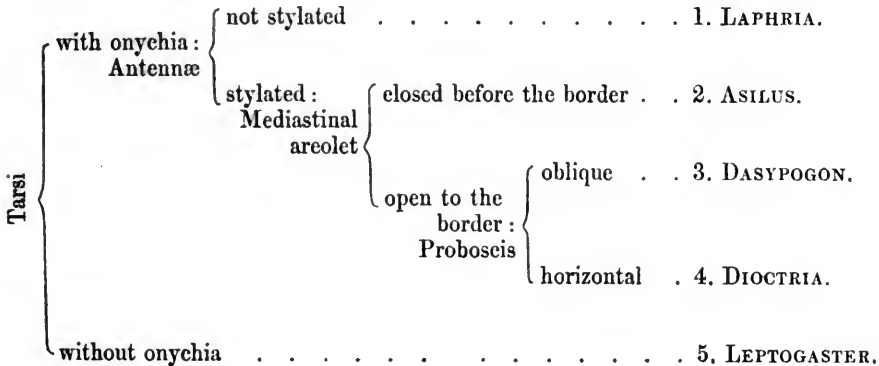 not stylated . . . . . . . . . . 1. LAPHRIA.
with onychia :
Antennæ
stylated :
Mediastinal
areolet
closed before the border . . 2. ASILUS.
oblique . . 3. DASYPOGON.
open to the
border :
Proboscis
horizontal . 4. DIOCTRIA.
Tarsi
without onychia . . . . . . . . . . . . 5. LEPTOGASTER.